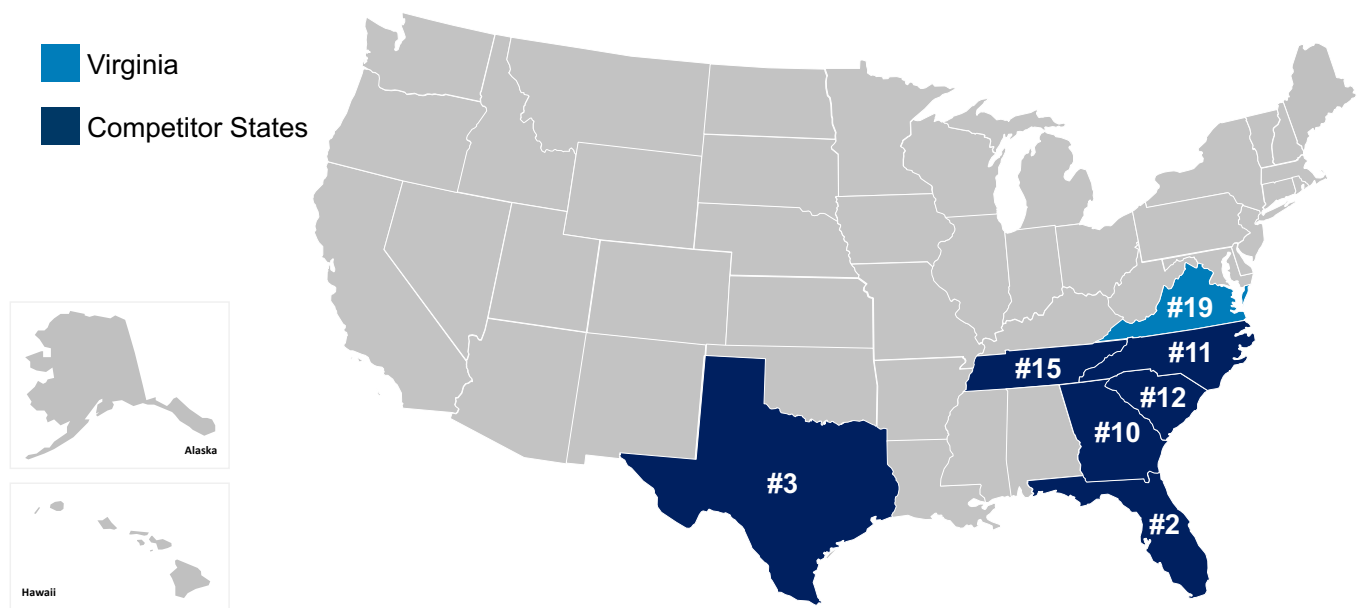 Virginia
Competitor States
#19
#11
#15
#12
#10
#3
#2
Alaska
Hawaii